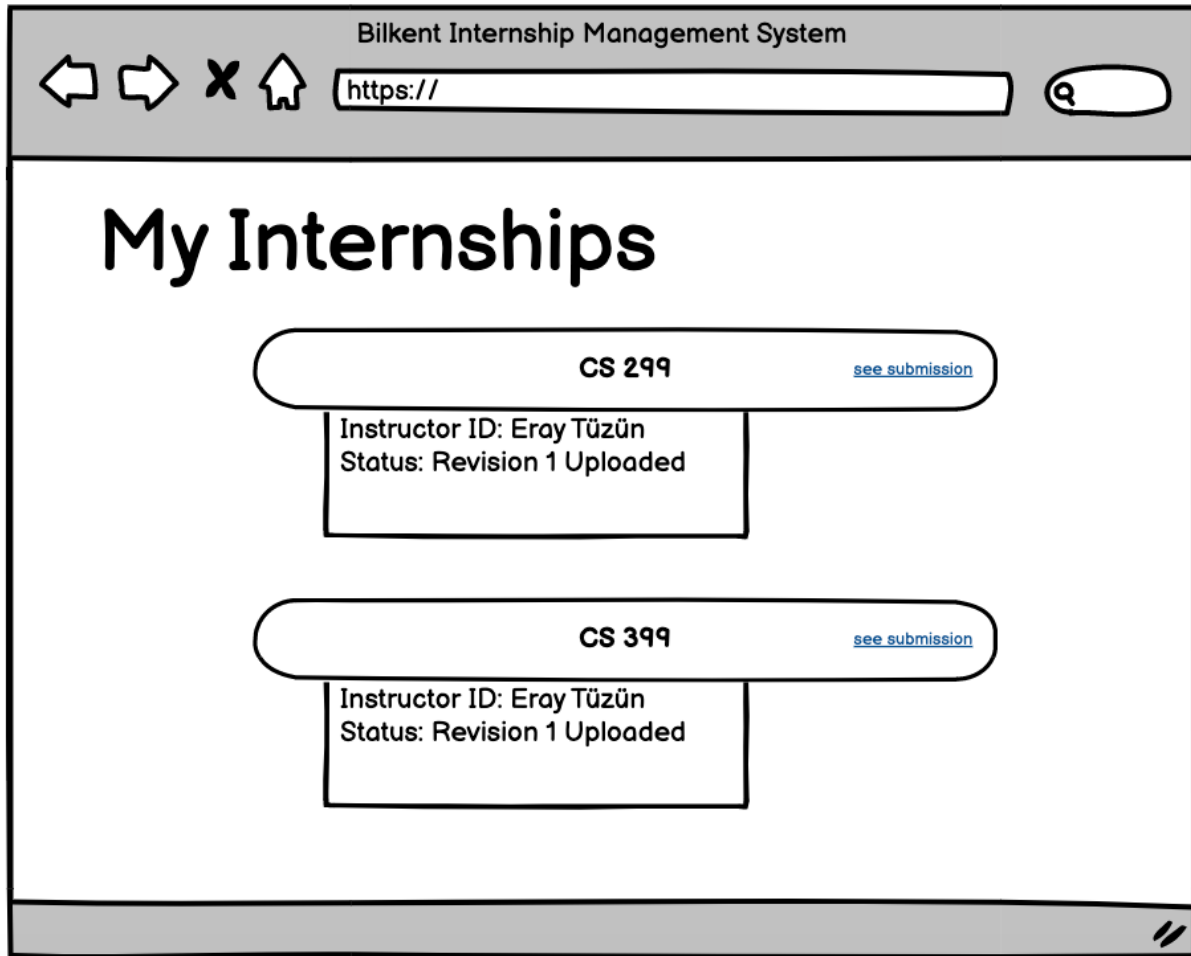 Bilkent Internship Management System
https://
My Internships
CS 299
see submission
Instructor ID: Eray Tüzün
Status: Revision 1 Uploaded
CS 399
see submission
Instructor ID: Eray Tüzün
Status: Revision 1 Uploaded